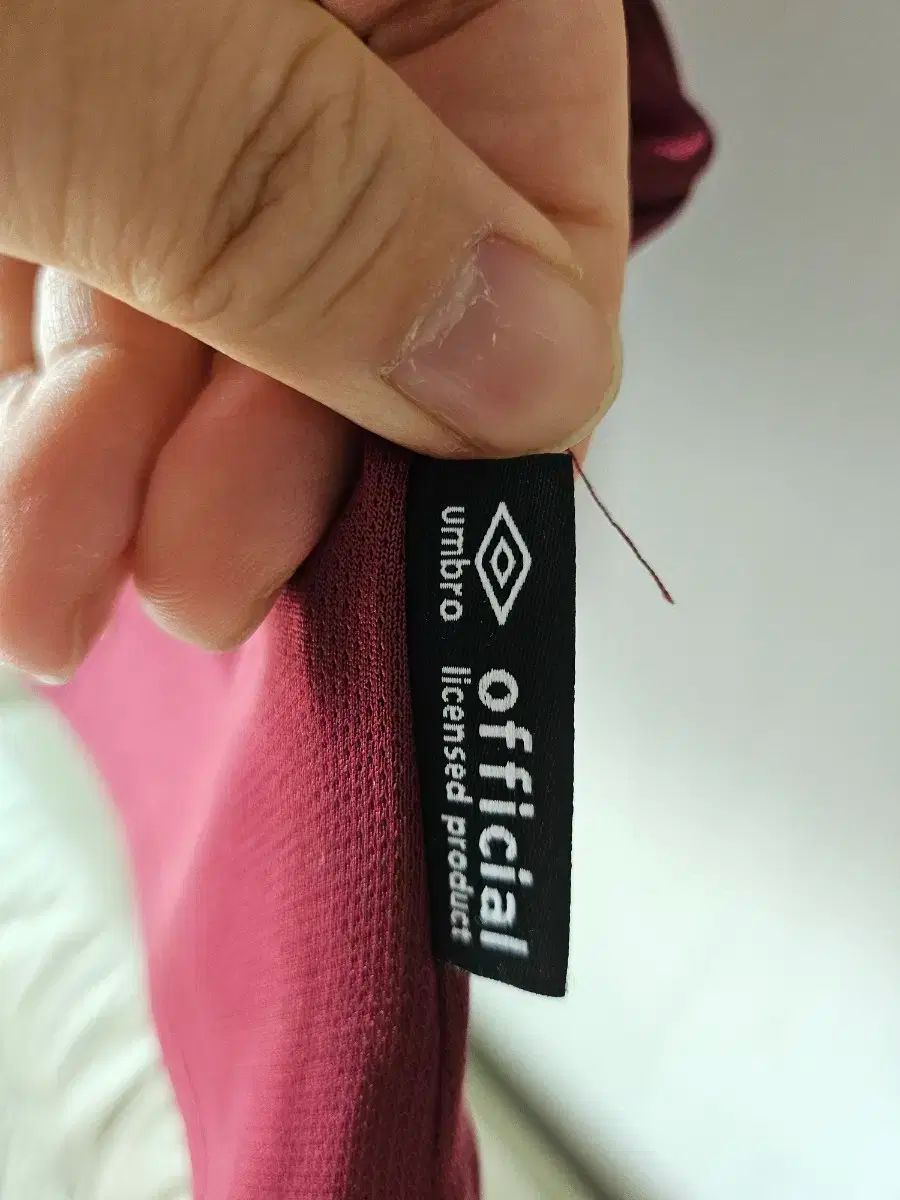 umbro
official
licensed product